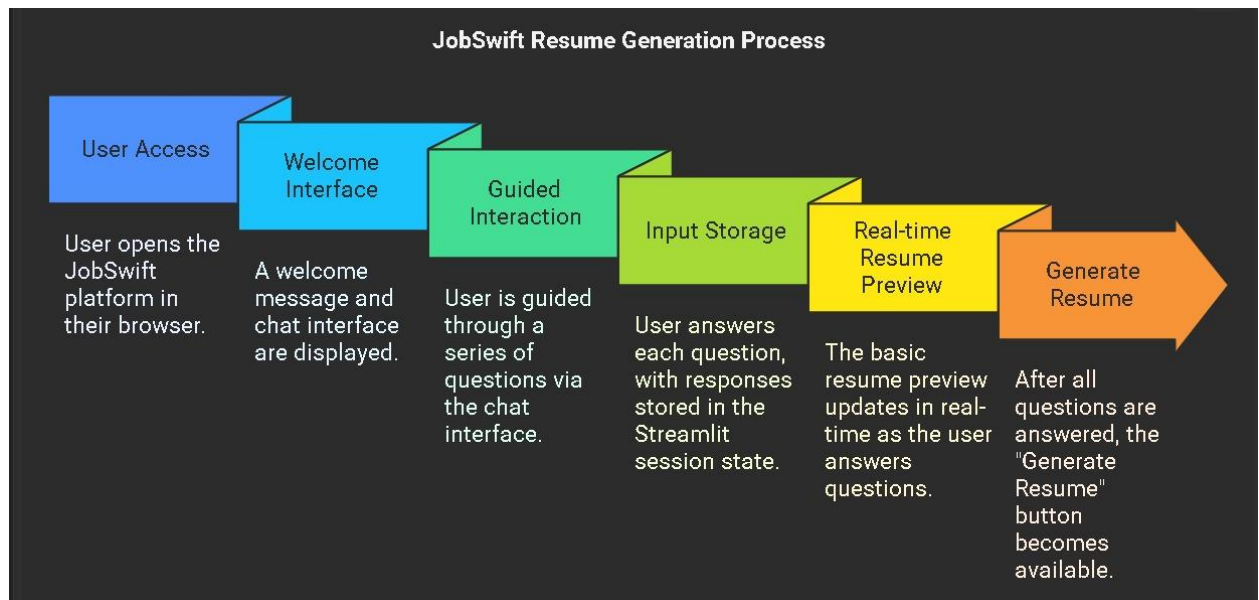 JobSwift Resume Generation Process
User Access
User opens the
JobSwift
platform in
their browser.
Welcome
Interface
A welcome
message and
chat interface
are displayed.
Guided
Interaction
User is guided
through a
series of
questions via
the chat
interface.
Input Storage
User answers
each question,
with responses
stored in the
Streamlit
session state.
Real-time
Resume
Preview
The basic
resume preview
updates in real-
time as the user
answers
questions.
Generate
Resume
After all
questions are
answered, the
"Generate
Resume"
button
becomes
available.